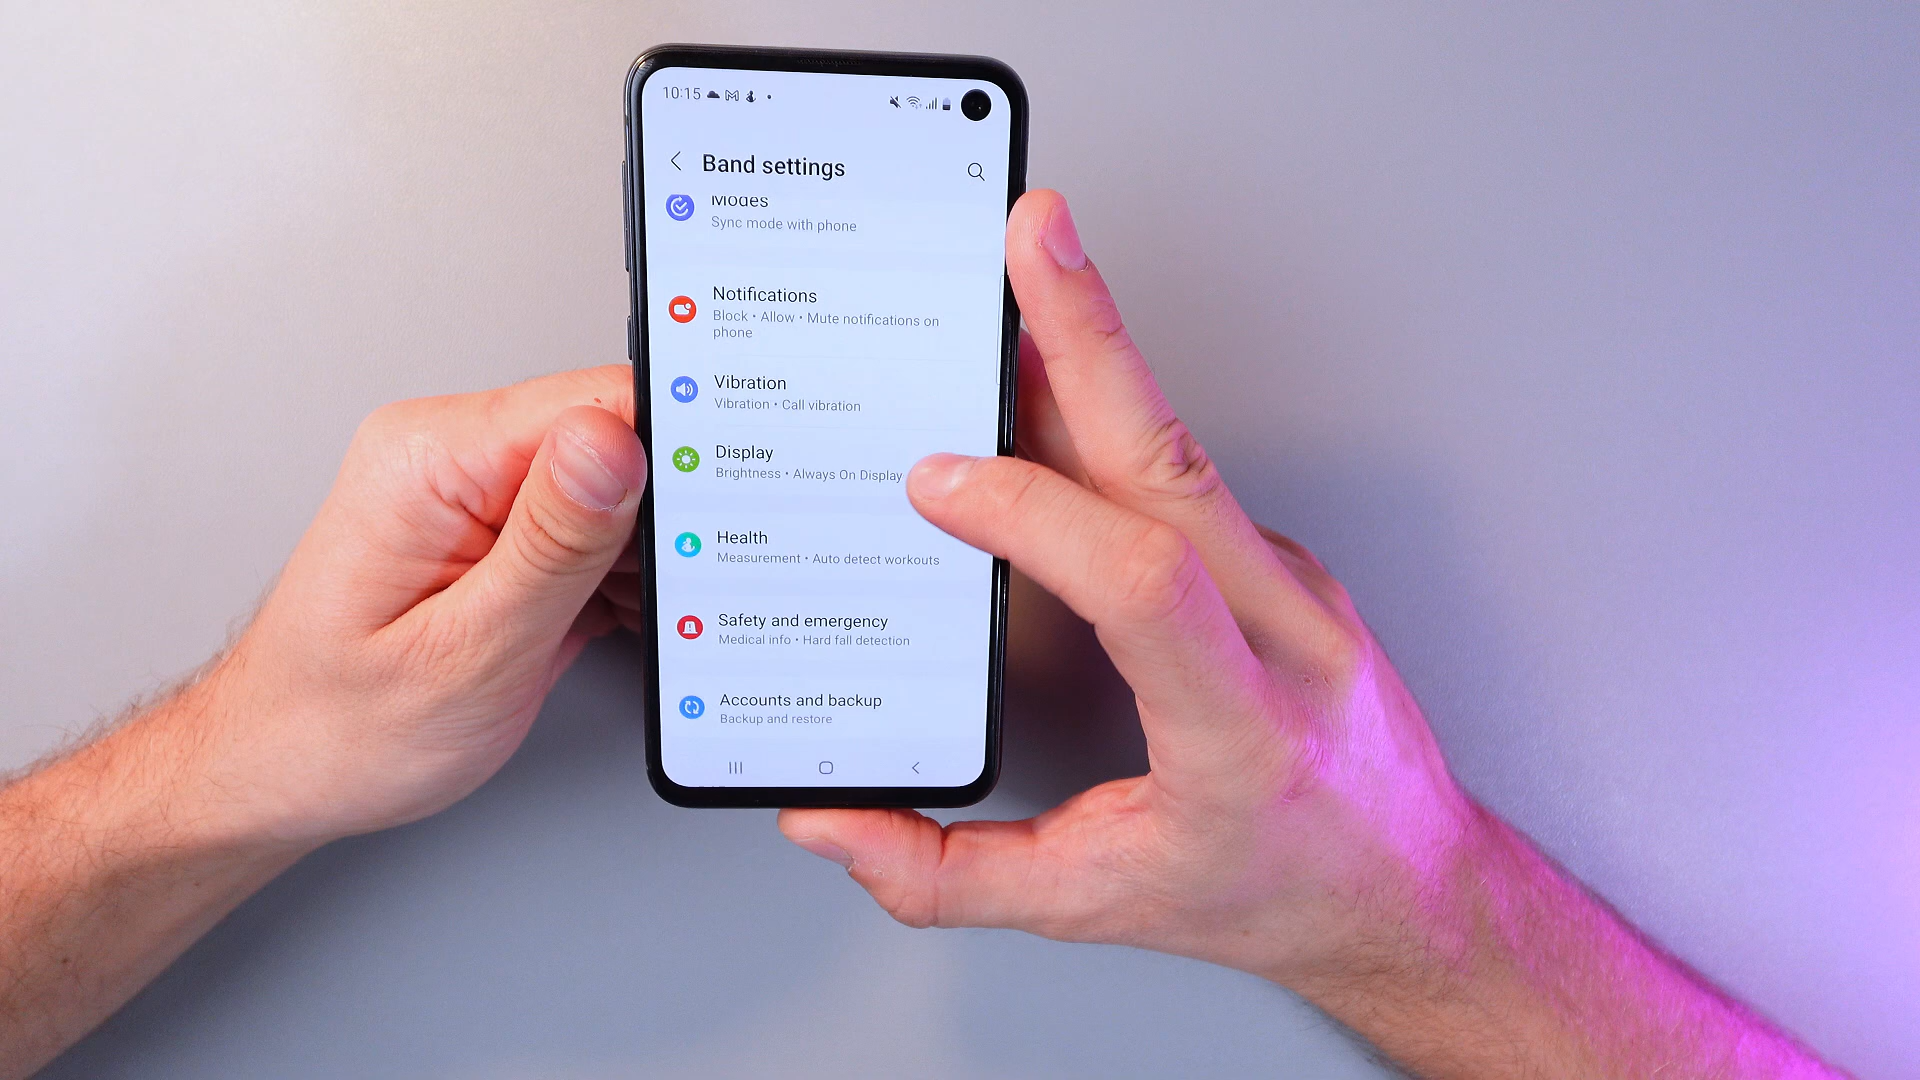 10:15
Band settings
Modes
Sync mode with phone
Notifications
Block • Allow • Mute notifications on
phone
Vibration
Vibration • Call vibration
Display
Brightness • Always On Display
Health
Measurement • Auto detect workouts
Safety and emergency
Medical info • Hard fall detection
Accounts and backup
Backup and restore